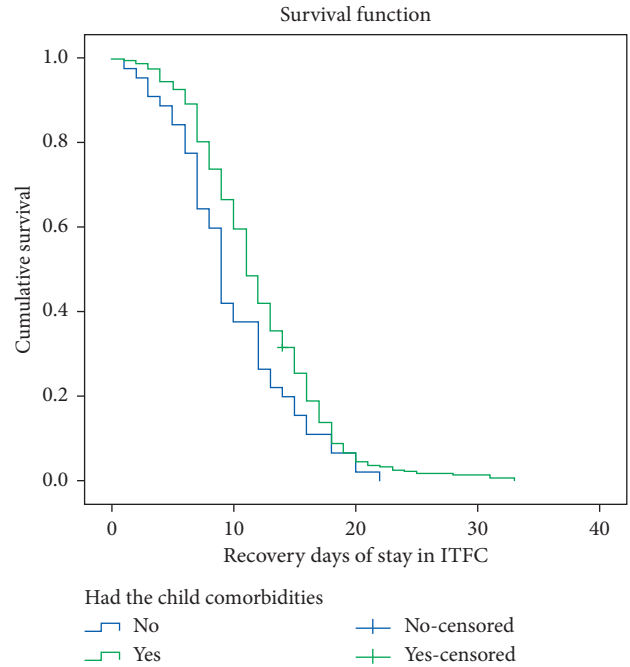 Survival function
1.0
0.8
0.6
0.4
0.2
0.0
Cumulative survival
0 10 20 30 40
Recovery days of stay in ITFC
Had the child comorbidities
No No-censored
Yes Yes-censored